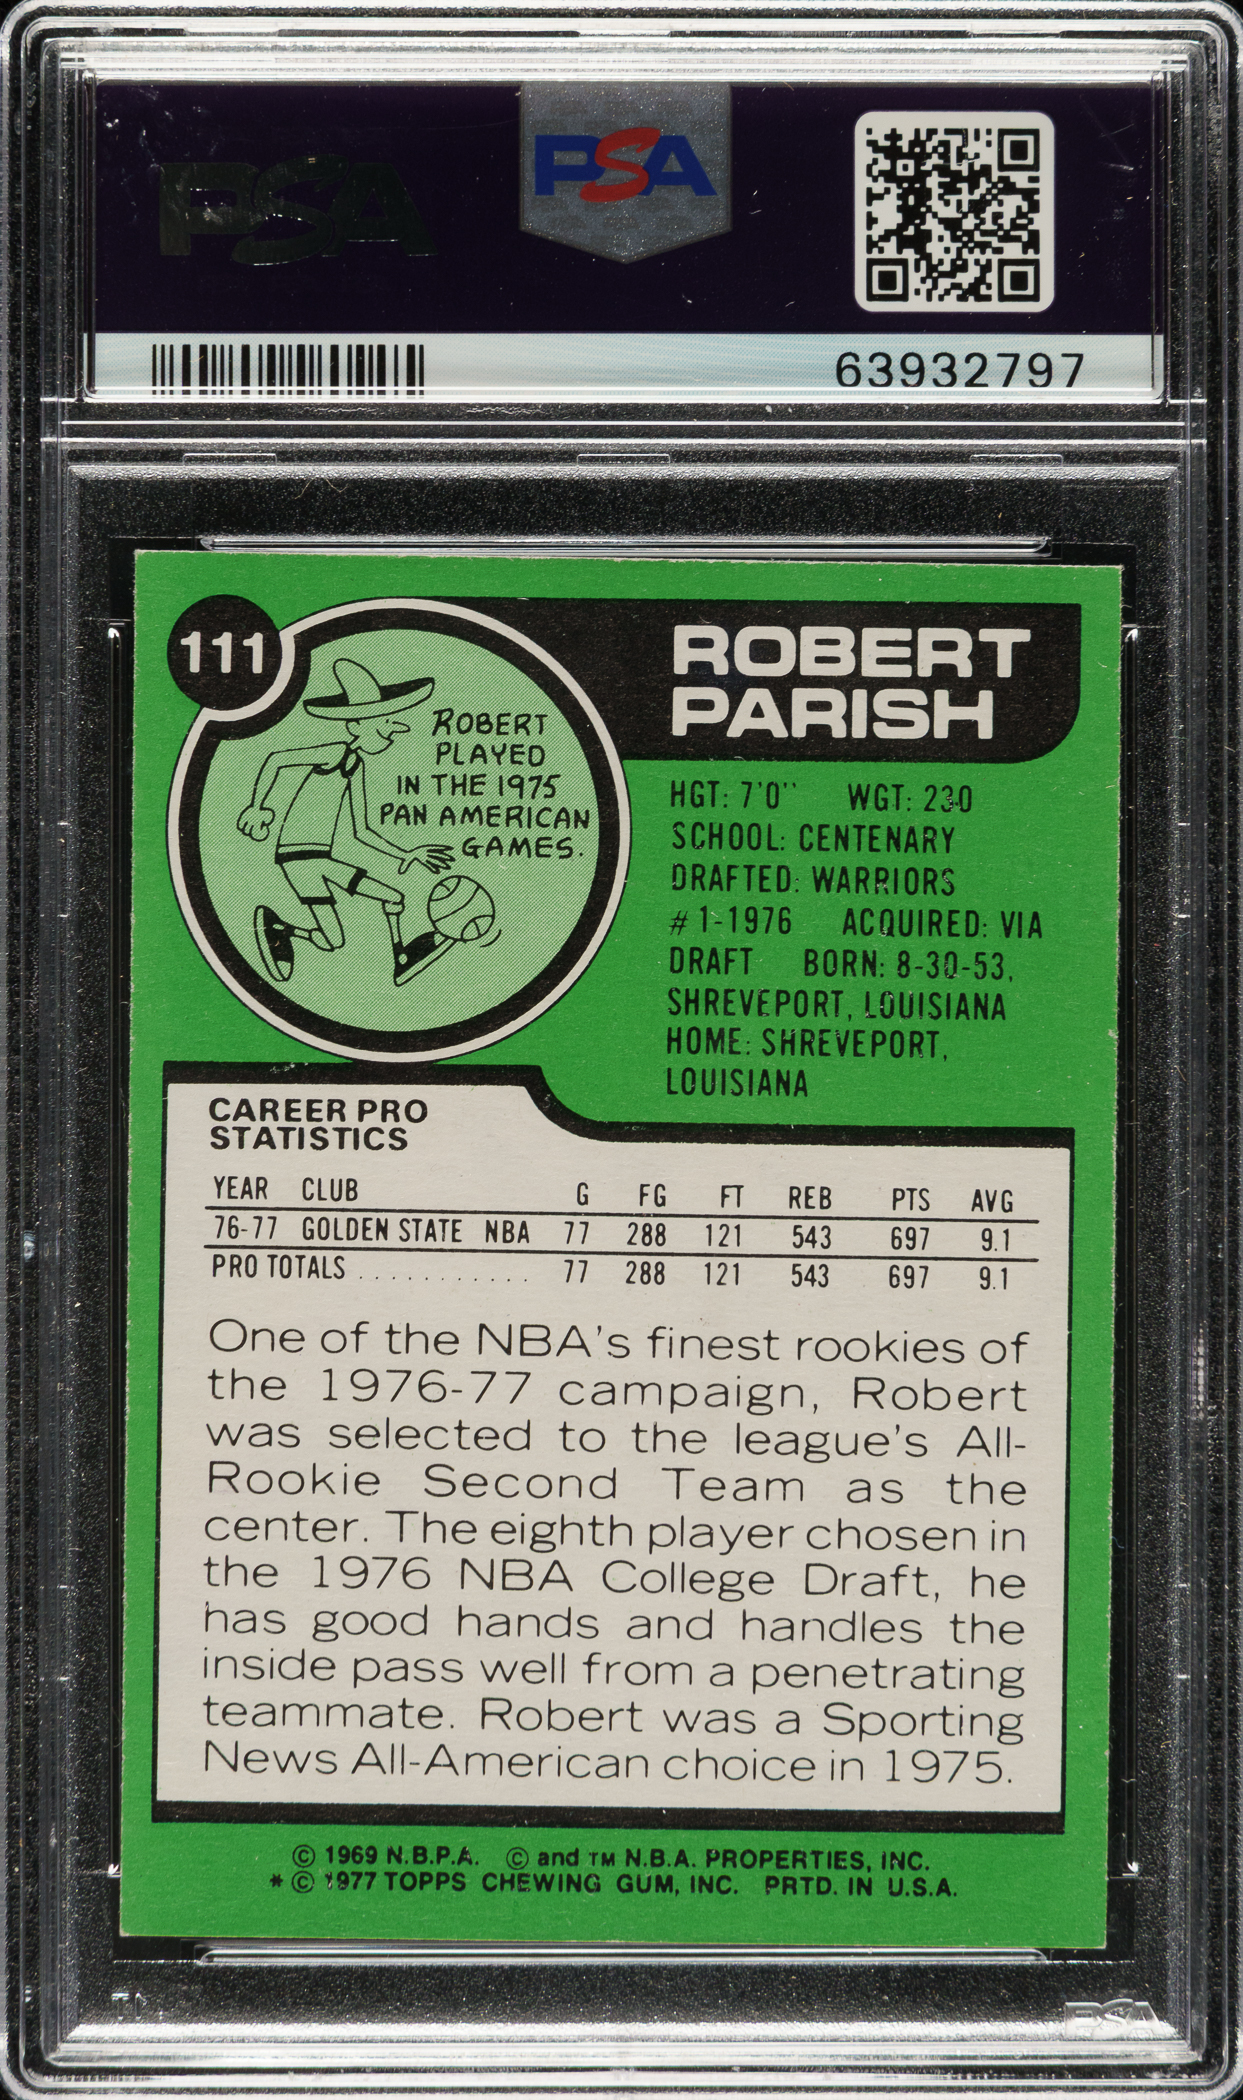 PSA
PSA
63932797
111
ROBERT
PARISH
ROBERT
PLAYED
IN THE 1975
PAN AMERICAN
GAMES.
HGT: 7'0'' WGT: 230
SCHOOL: CENTENARY
DRAFTED: WARRIORS
#1-1976 ACQUIRED: VIA
DRAFT BORN: 8-30-53,
SHREVEPORT, LOUISIANA
HOME: SHREVEPORT,
LOUISIANA
CAREER PRO
STATISTICS
YEAR CLUB G FG FT REB PTS AVG
76-77 GOLDEN STATE NBA 77 288 121 543 697 9.1
PRO TOTALS . . . . . . . . . . . 77 288 121 543 697 9.1
One of the NBA's finest rookies of
the 1976-77 campaign, Robert
was selected to the league's All-
Rookie Second Team as the
center. The eighth player chosen in
the 1976 NBA College Draft, he
has good hands and handles the
inside pass well from a penetrating
teammate. Robert was a Sporting
News All-American choice in 1975.
© 1969 N.B.P.A. © and TM N.B.A. PROPERTIES, INC.
* © 1977 TOPPS CHEWING GUM, INC. PRTD. IN U.S.A.
PSA